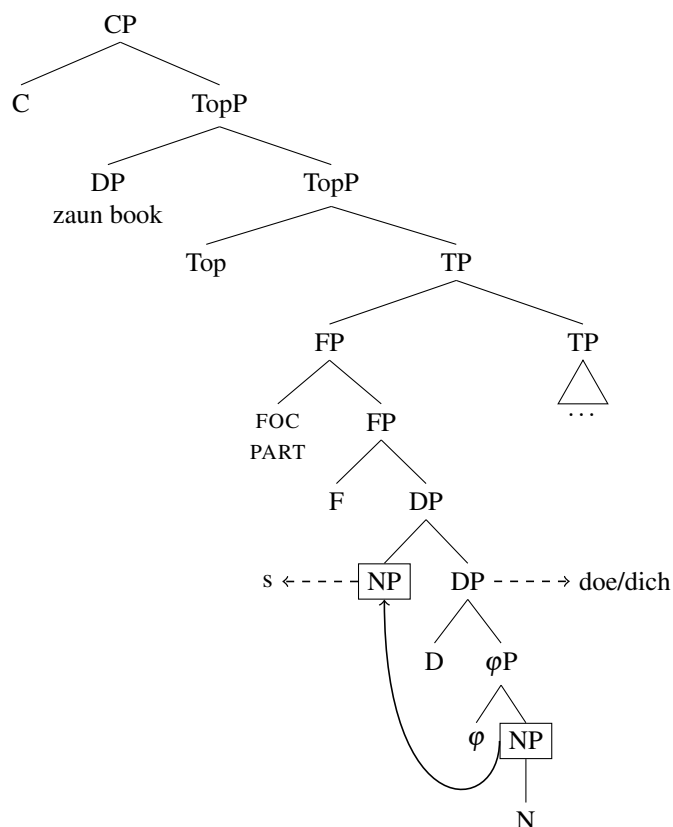 CP
C TopP
DP TopP
zaun book
Top TP
FP TP
FOC FP ...
PART
F DP
s NP DP doe/dich
D φP
φ NP
N